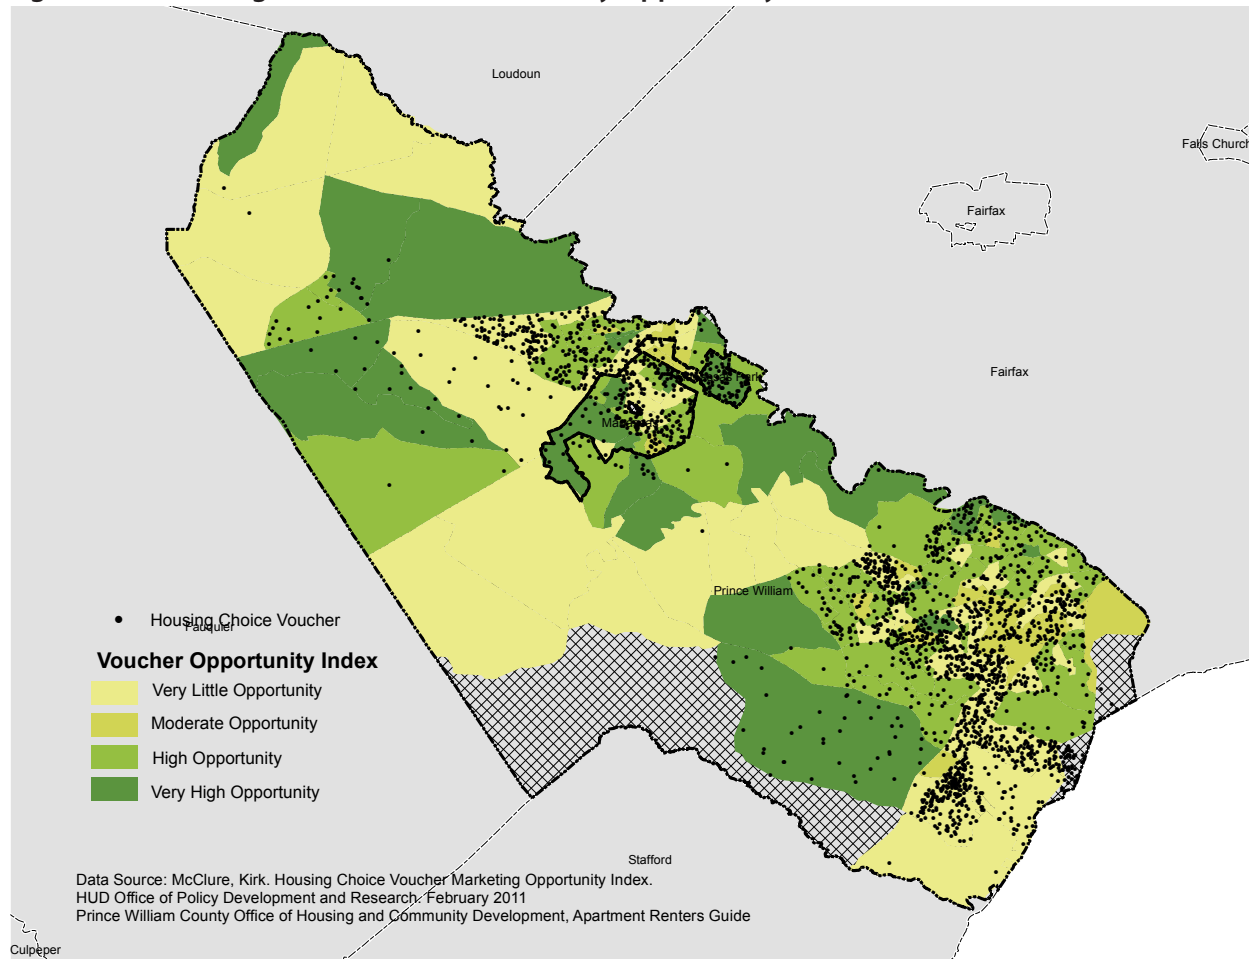 Loudoun
Falls Church
Fairfax
Fairfax
Park
Prince William
Housing Choice Voucher
Fauquier
Voucher Opportunity Index
Very Little Opportunity
Moderate Opportunity
High Opportunity
Very High Opportunity
Stafford
Data Source: McClure, Kirk. Housing Choice Voucher Marketing Opportunity Index.
HUD Office of Policy Development and Research. February 2011
Prince William County Office of Housing and Community Development, Apartment Renters Guide
Culpeper